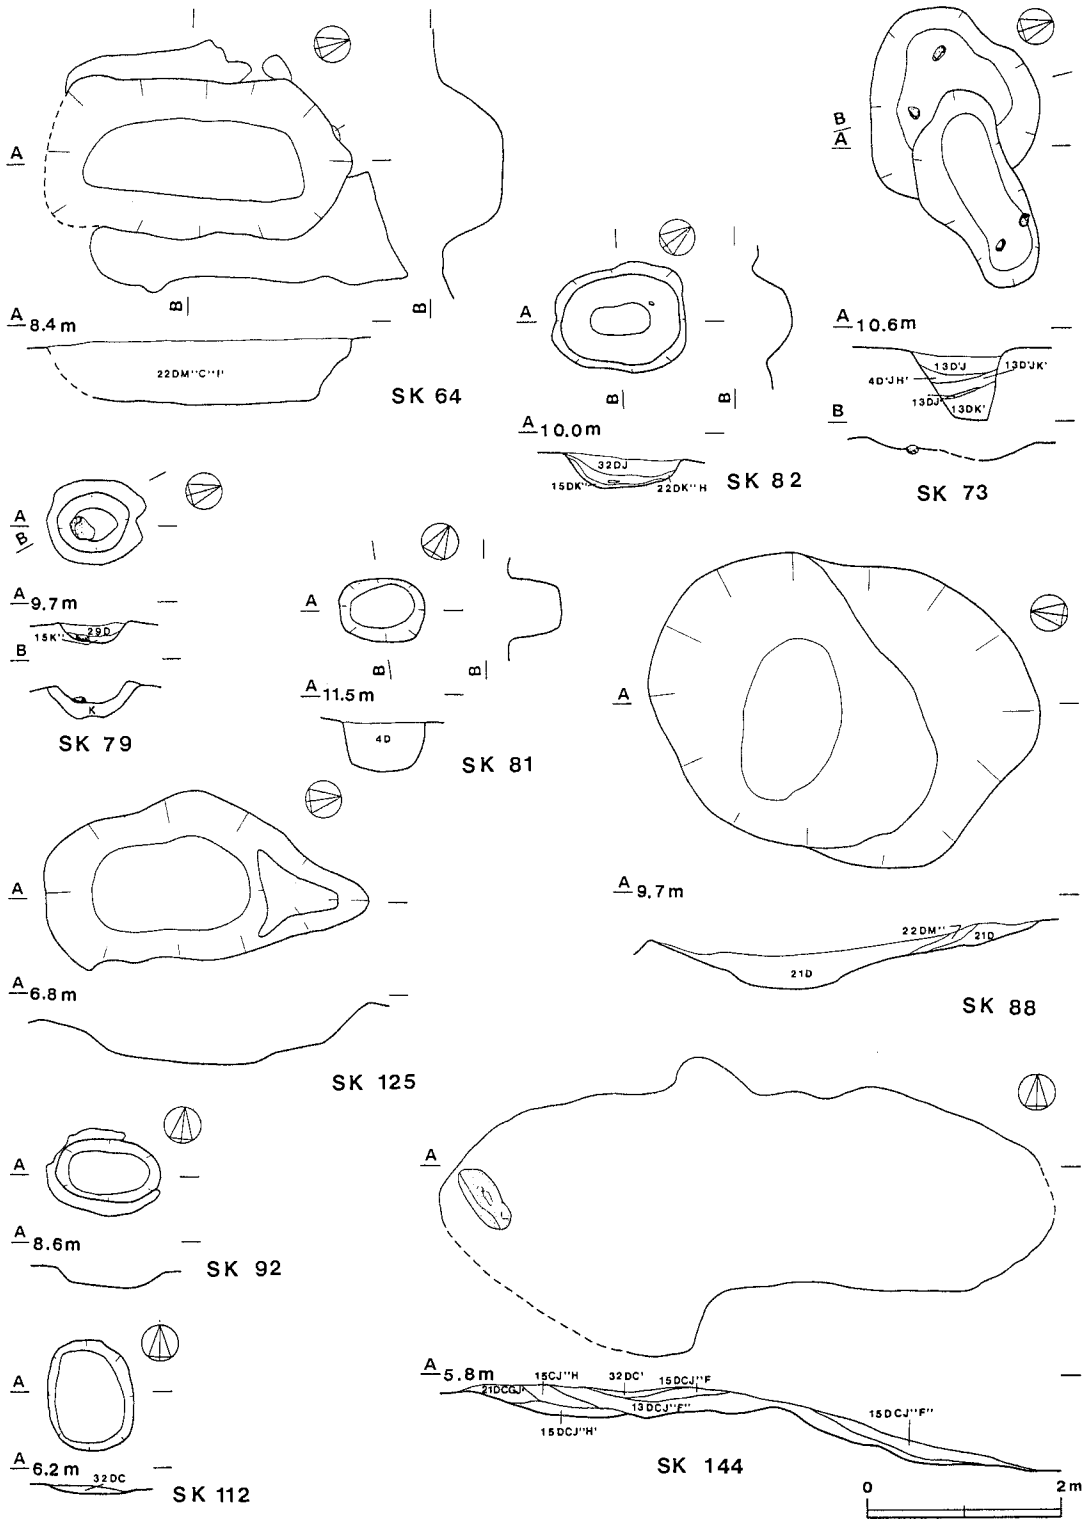 A
B
B
A 8.4m
22DM''C''I'
SK 64
A
B
B
A 10.0m
32DJ
15DK''
22DK''H
SK 82
B
A
A 10.6m
13D'J
13D'JK'
4D'JH'
13DJ'
13DK'
B
SK 73
A
B
A 9.7m
29D
15K''
B
K
SK 79
A
B
B
A 11.5m
4D
SK 81
A
A 9.7m
22DM''
21D
21D
SK 88
A
A 6.8m
SK 125
A
A 8.6m
SK 92
A
A 5.8m
15CJ''H
32DC'
15DCJ''F
21DCGJ'
13DCJ''F''
15DCJ''H'
15DCJ''F''
SK 144
A
A 6.2m
32DC
SK 112
0 2m